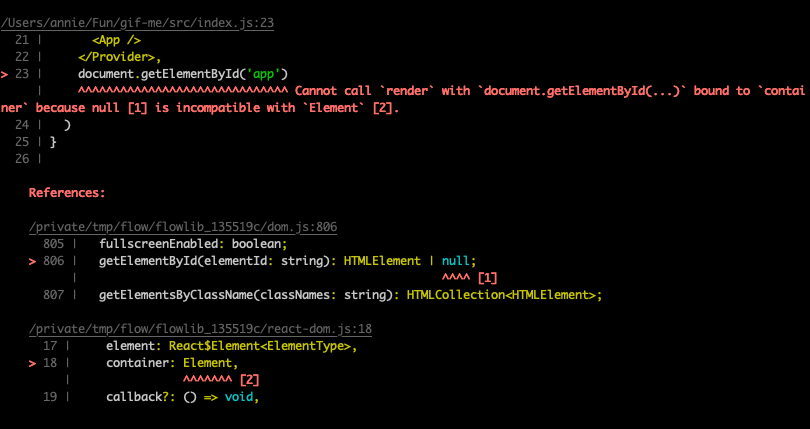 /Users/annie/Fun/gif-me/src/index.js:23
21 |       <App />
22 |     </Provider>,
> 23 |     document.getElementById('app')
|     ^^^^^^^^^^^^^^^^^^^^^^^^^^^^^^ Cannot call `render` with `document.getElementById(...)` bound to `contai
ner` because null [1] is incompatible with `Element` [2].
24 |   )
25 | }
26 |
References:
/private/tmp/flow/flowlib_135519c/dom.js:806
805 |   fullscreenEnabled: boolean;
> 806 |   getElementById(elementId: string): HTMLElement | null;
|                                                    ^^^^ [1]
807 |   getElementsByClassName(classNames: string): HTMLCollection<HTMLElement>;
/private/tmp/flow/flowlib_135519c/react-dom.js:18
17 |     element: React$Element<ElementType>,
> 18 |     container: Element,
|                ^^^^^^^ [2]
19 |     callback?: () => void,